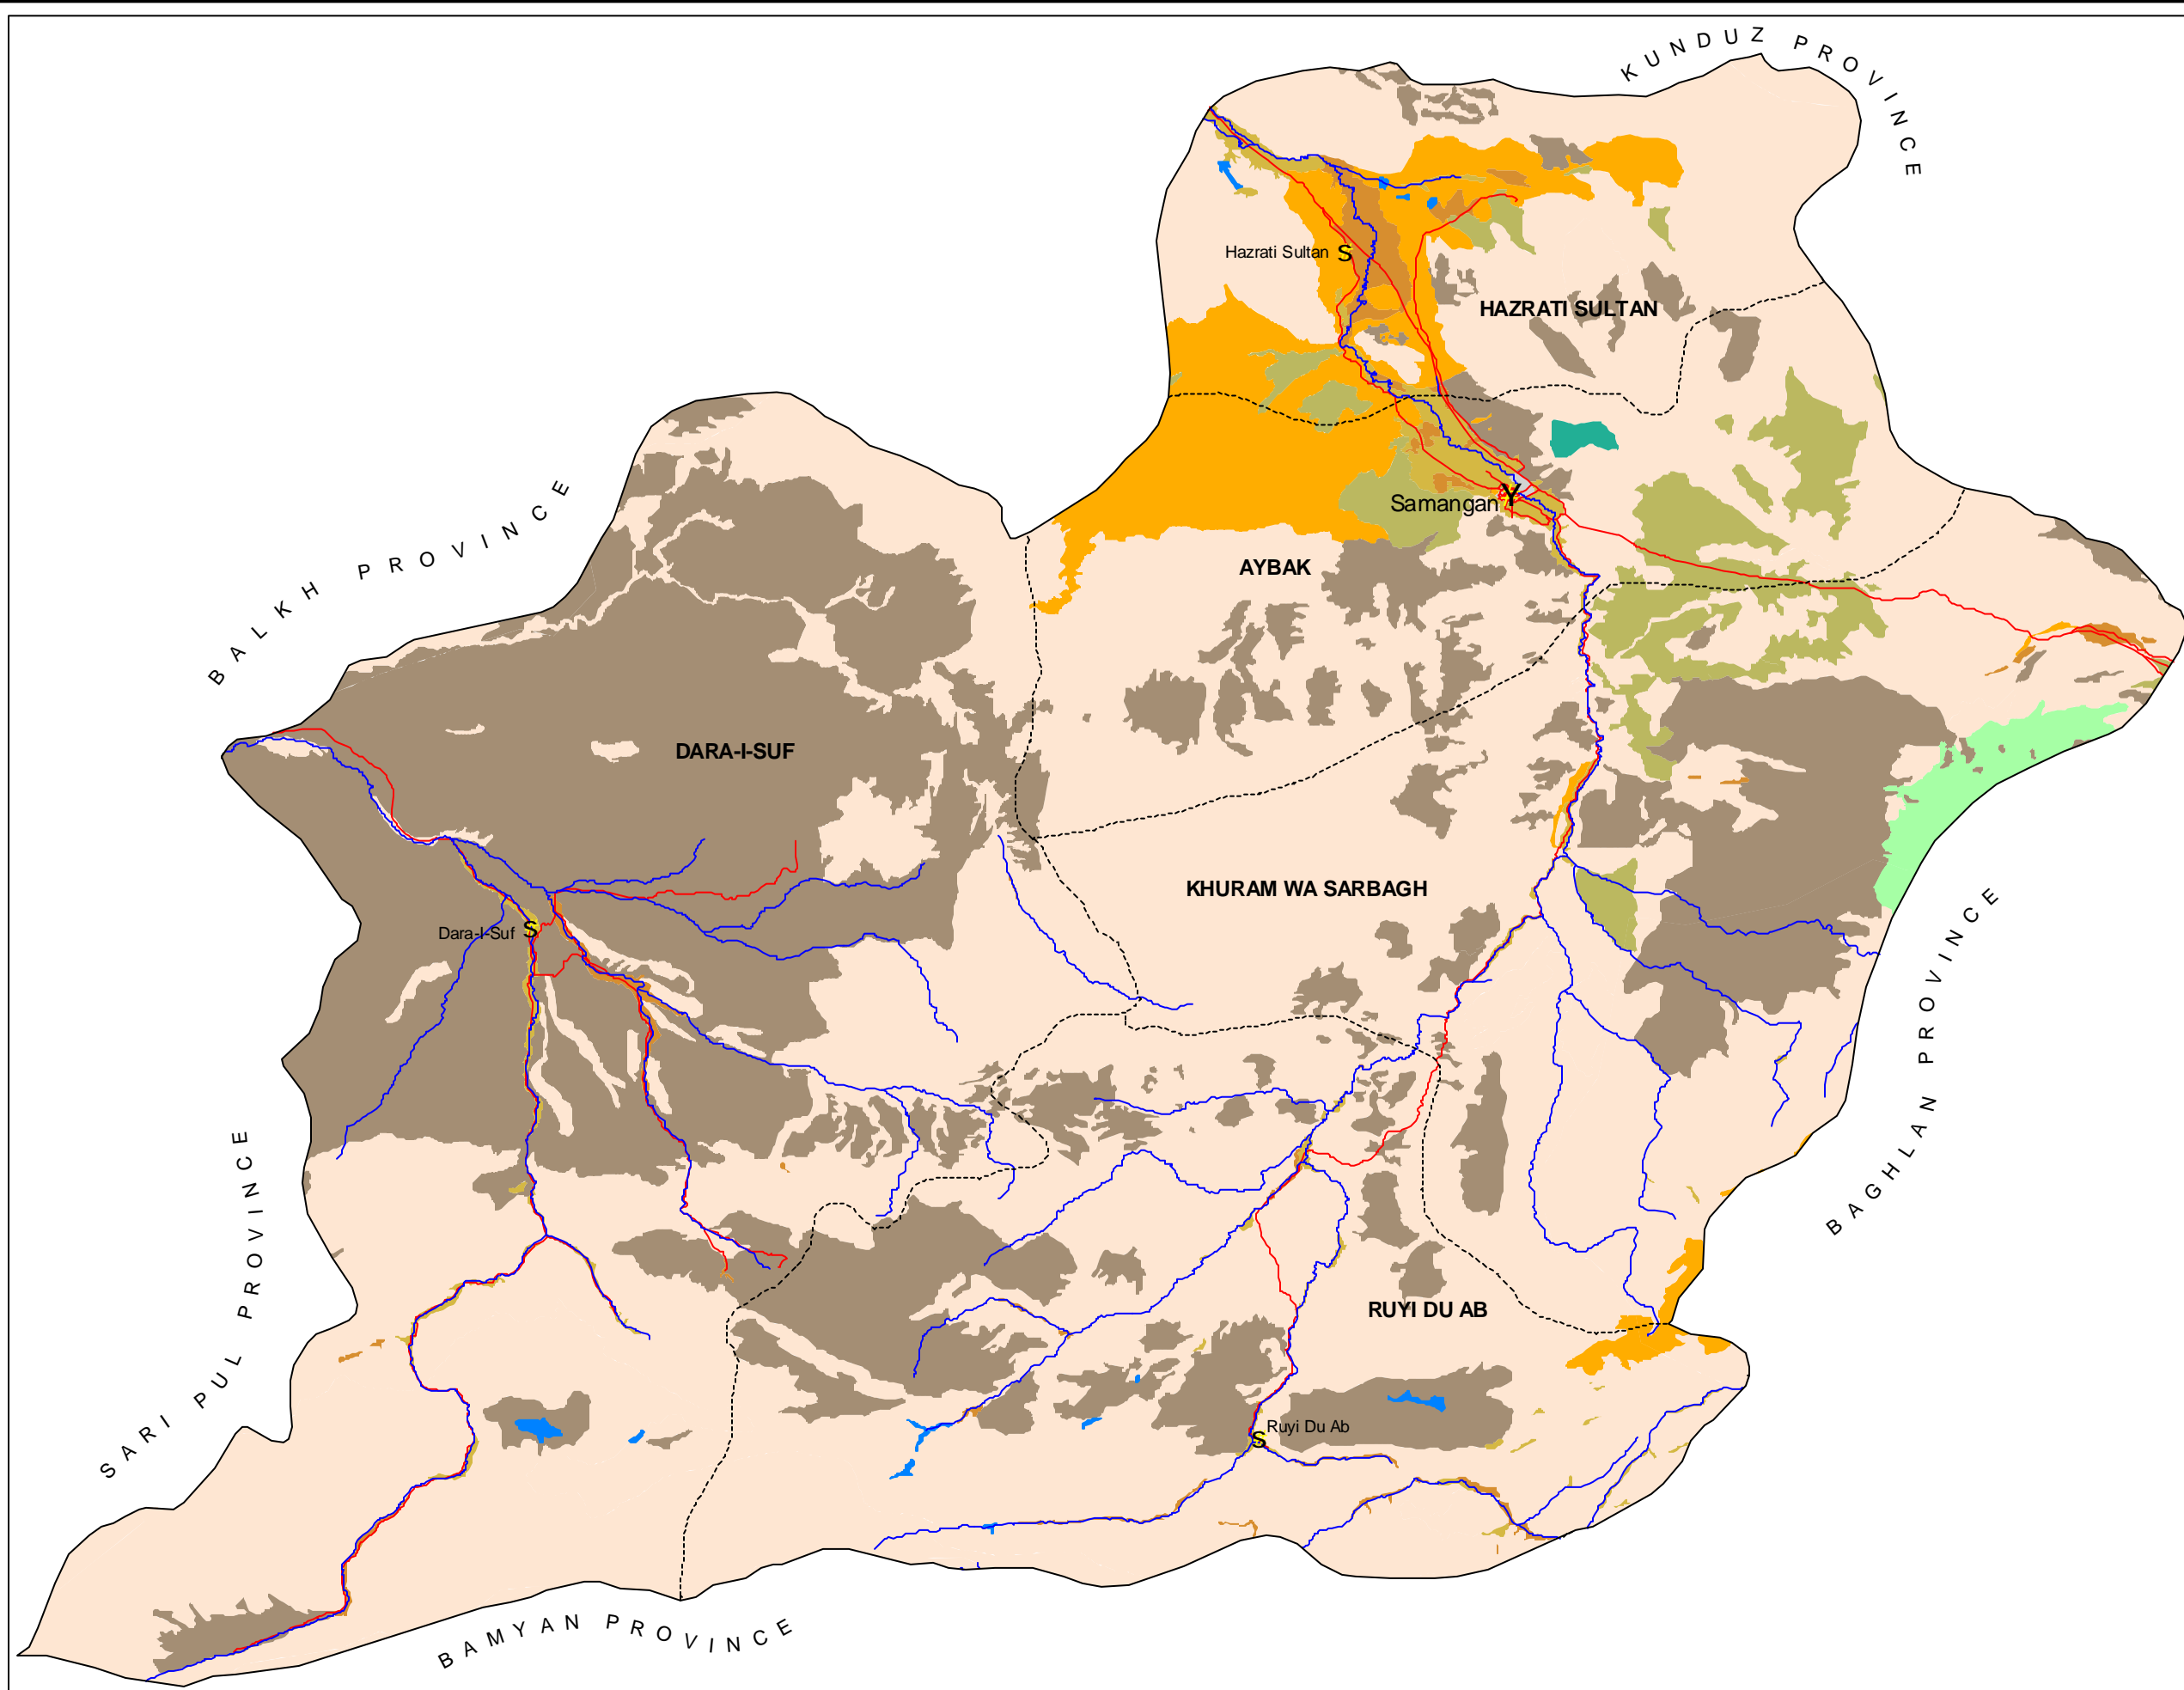 KUNDUZ PROVINCE
Hazrati Sultan S
HAZRATI SULTAN
Samangan Y
BALKH PROVINCE
AYBAK
DARA-I-SUF
KHURAM WA SARBAGH
Dara-I-Suf S
BAGHLAN PROVINCE
SARI PUL PROVINCE
RUYI DU AB
Ruyi Du Ab
S
BAMYAN PROVINCE